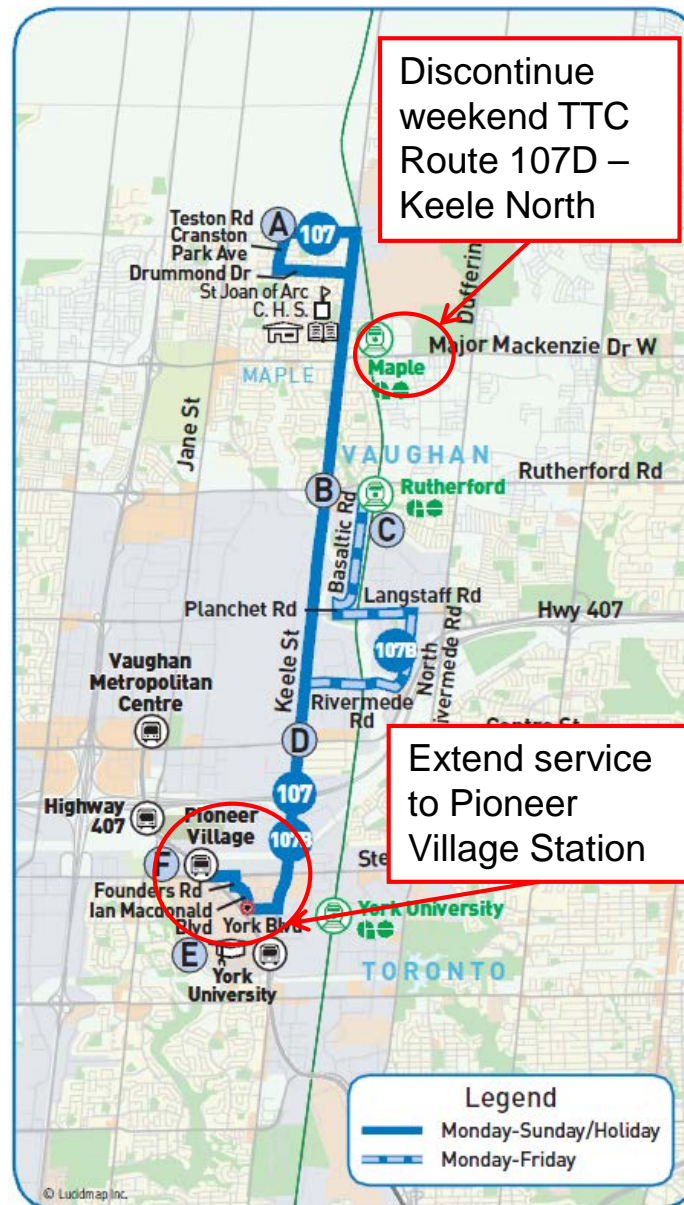 Discontinue
weekend TTC
Route 107D –
Keele North
Teston Rd
A
107
Cranston
Park Ave
Drummond Dr
St Joan of Arc
C. H. S.
Dufferin
Major Mackenzie Dr W
Maple
MAPLE
Jane St
VAUGHAN
B
Rutherford Rd
Rutherford
Basaltic Rd
C
Planchet Rd
Langstaff Rd
Hwy 407
Keele St
107B
North
Rivermede Rd
Vaughan
Metropolitan
Centre
Rivermede
Rd
D
Extend service
to Pioneer
Village Station
107
Highway
407
Pioneer
Village
107B
F
Founders Rd
Ian Macdonald
Blvd
York Blvd
York University
E
York
University
TORONTO
Legend
Monday-Sunday/Holiday
Monday-Friday
© Lucidmap Inc.